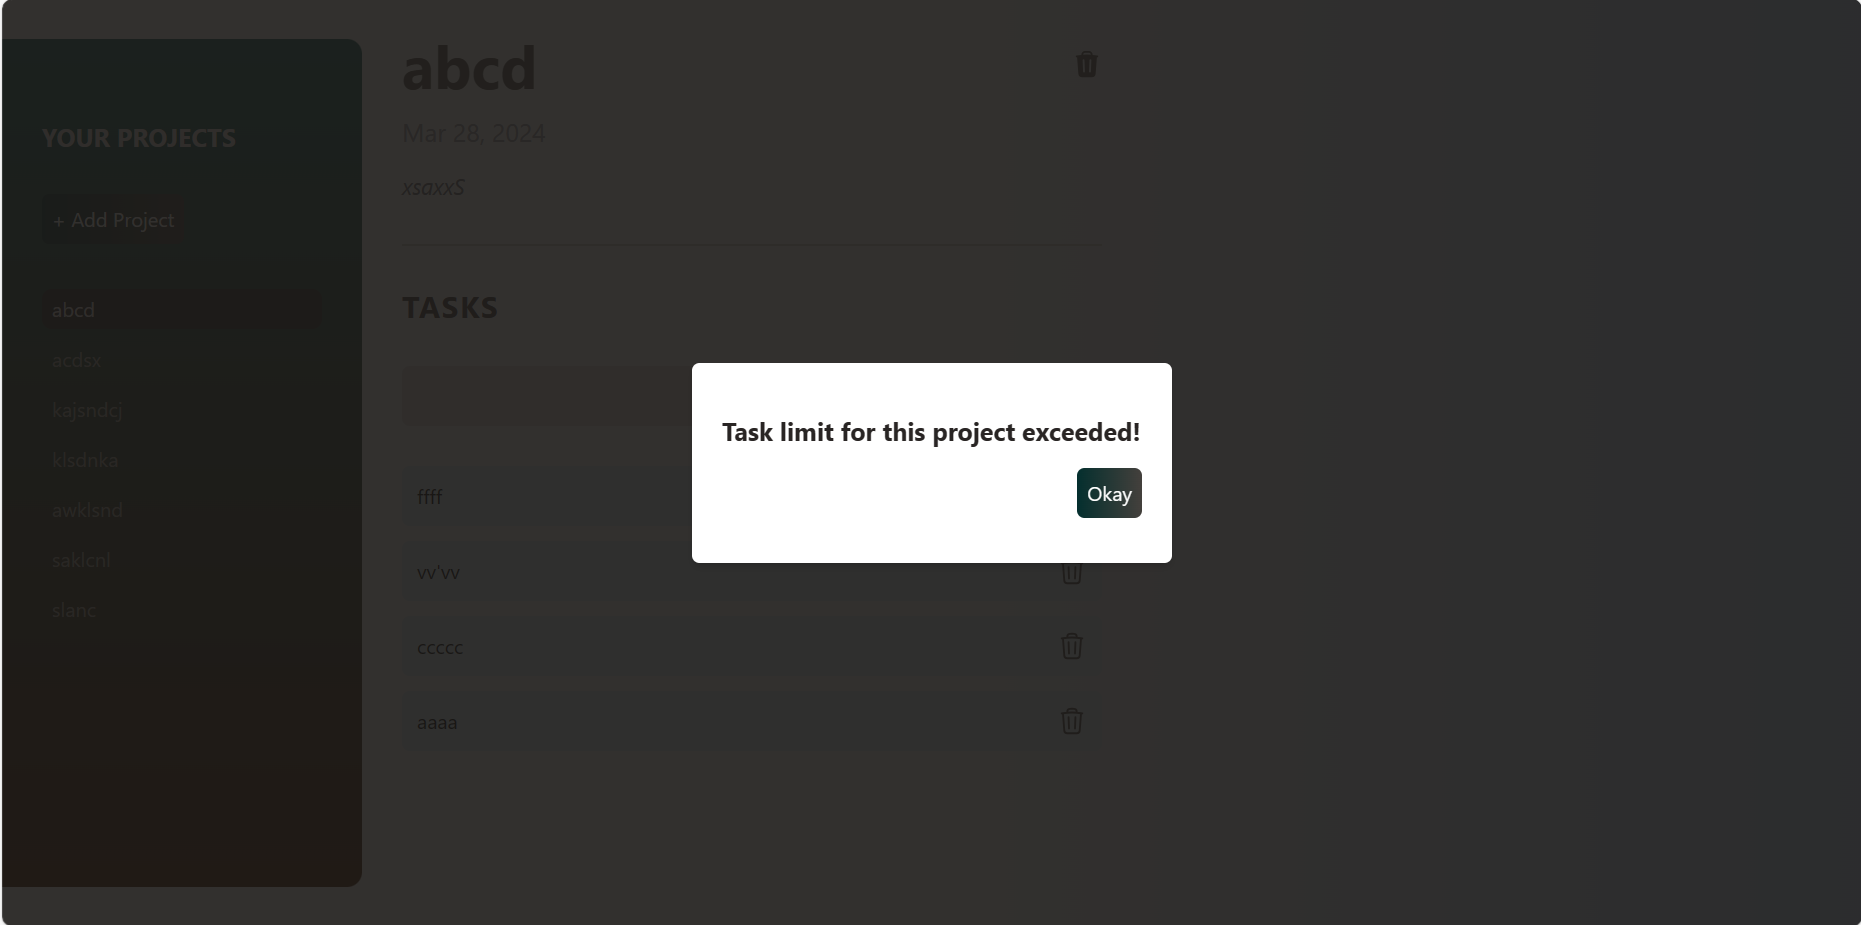 YOUR PROJECTS
+ Add Project
abcd
acdsx
kajsndcj
klsdnka
awklsnd
saklcnl
slanc
abcd
Mar 28, 2024
xsaxxS
TASKS
ffff
vv'vv
ccccc
aaaa
Task limit for this project exceeded!
Okay